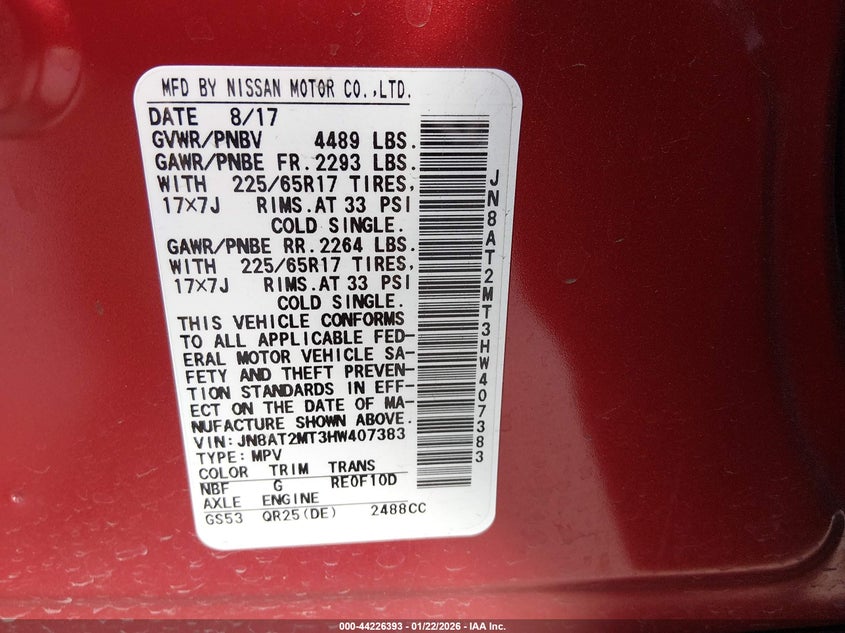 MFD BY NISSAN MOTOR CO.,LTD.
DATE 8/17
GVWR/PNBV 4489 LBS.
GAWR/PNBE FR.2293 LBS.
WITH 225/65R17 TIRES,
17×7J RIMS.AT 33 PSI
COLD SINGLE.
GAWR/PNBE RR.2264 LBS.
WITH 225/65R17 TIRES,
17×7J RIMS.AT 33 PSI
COLD SINGLE.
THIS VEHICLE CONFORMS
TO ALL APPLICABLE FED-
ERAL MOTOR VEHICLE SA-
FETY AND THEFT PREVEN-
TION STANDARDS IN EFF-
ECT ON THE DATE OF MA-
NUFACTURE SHOWN ABOVE.
VIN:JN8AT2MT3HW407383
TYPE:MPV
COLOR TRIM TRANS
NBF G RE0F10D
AXLE ENGINE
GS53 QR25(DE) 2488CC
JN8AT2MT3HW407383
000-44226393 - 01/22/2026 - IAA Inc.